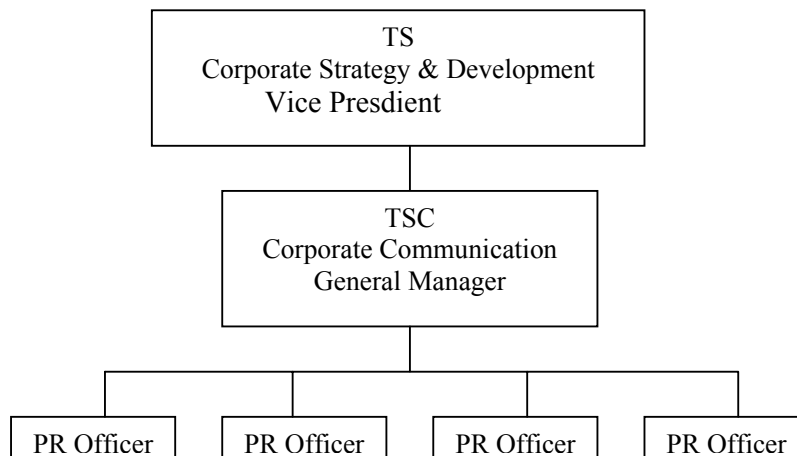 TS
Corporate Strategy & Development
Vice Presdient
TSC
Corporate Communication
General Manager
PR Officer
PR Officer
PR Officer
PR Officer